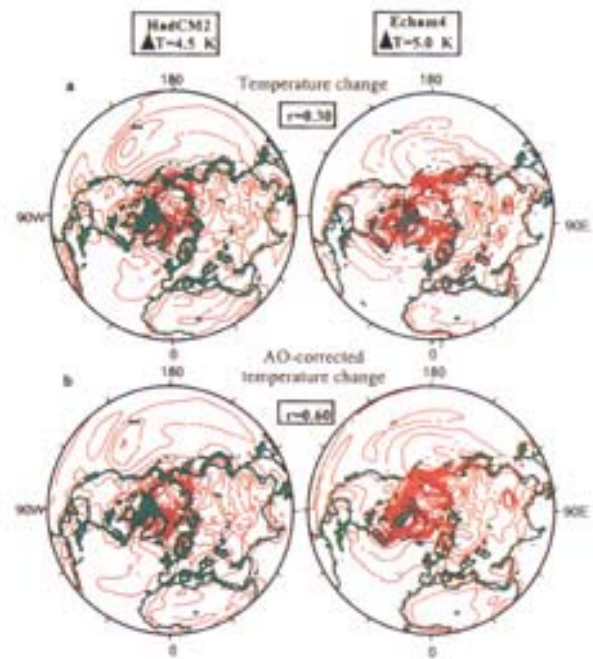 HadCM2
▲T=4.5 K
Echam4
▲T=5.0 K
a
180
Temperature change
180
r=0.30
90W
90E
0
0
AO-corrected
temperature change
b
180
180
r=0.60
90W
90E
0
0